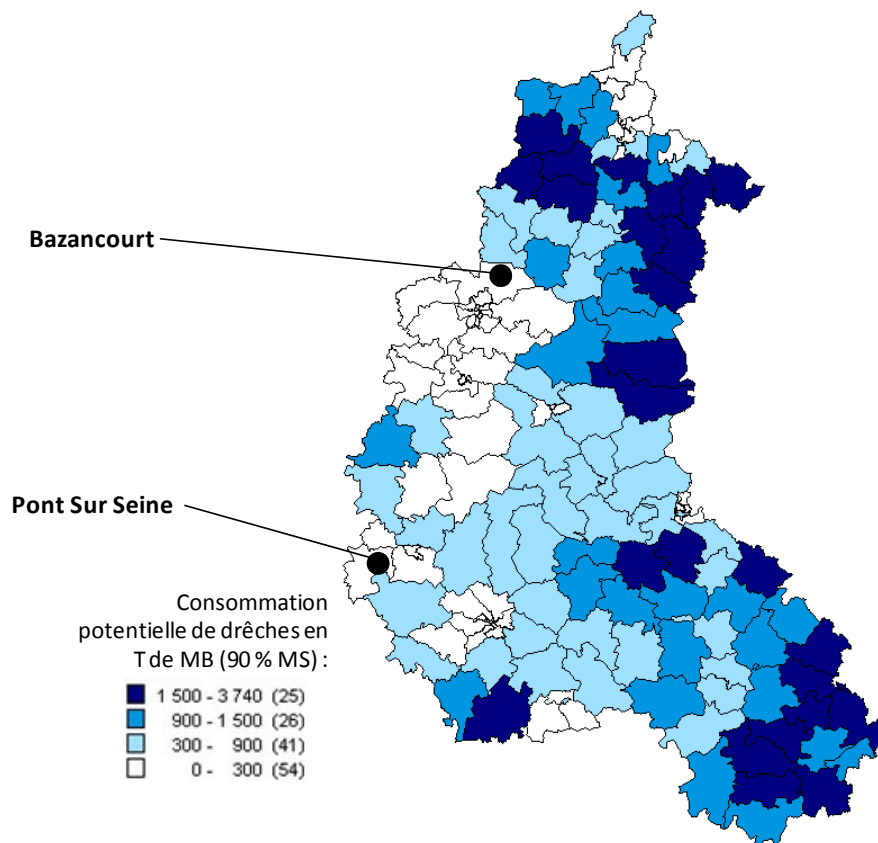 Bazancourt
Pont Sur Seine
Consommation
potentielle de drêches en
T de MB (90 % MS) :
1 500 - 3 740 (25)
900 - 1 500 (26)
300 - 900 (41)
0 - 300 (54)